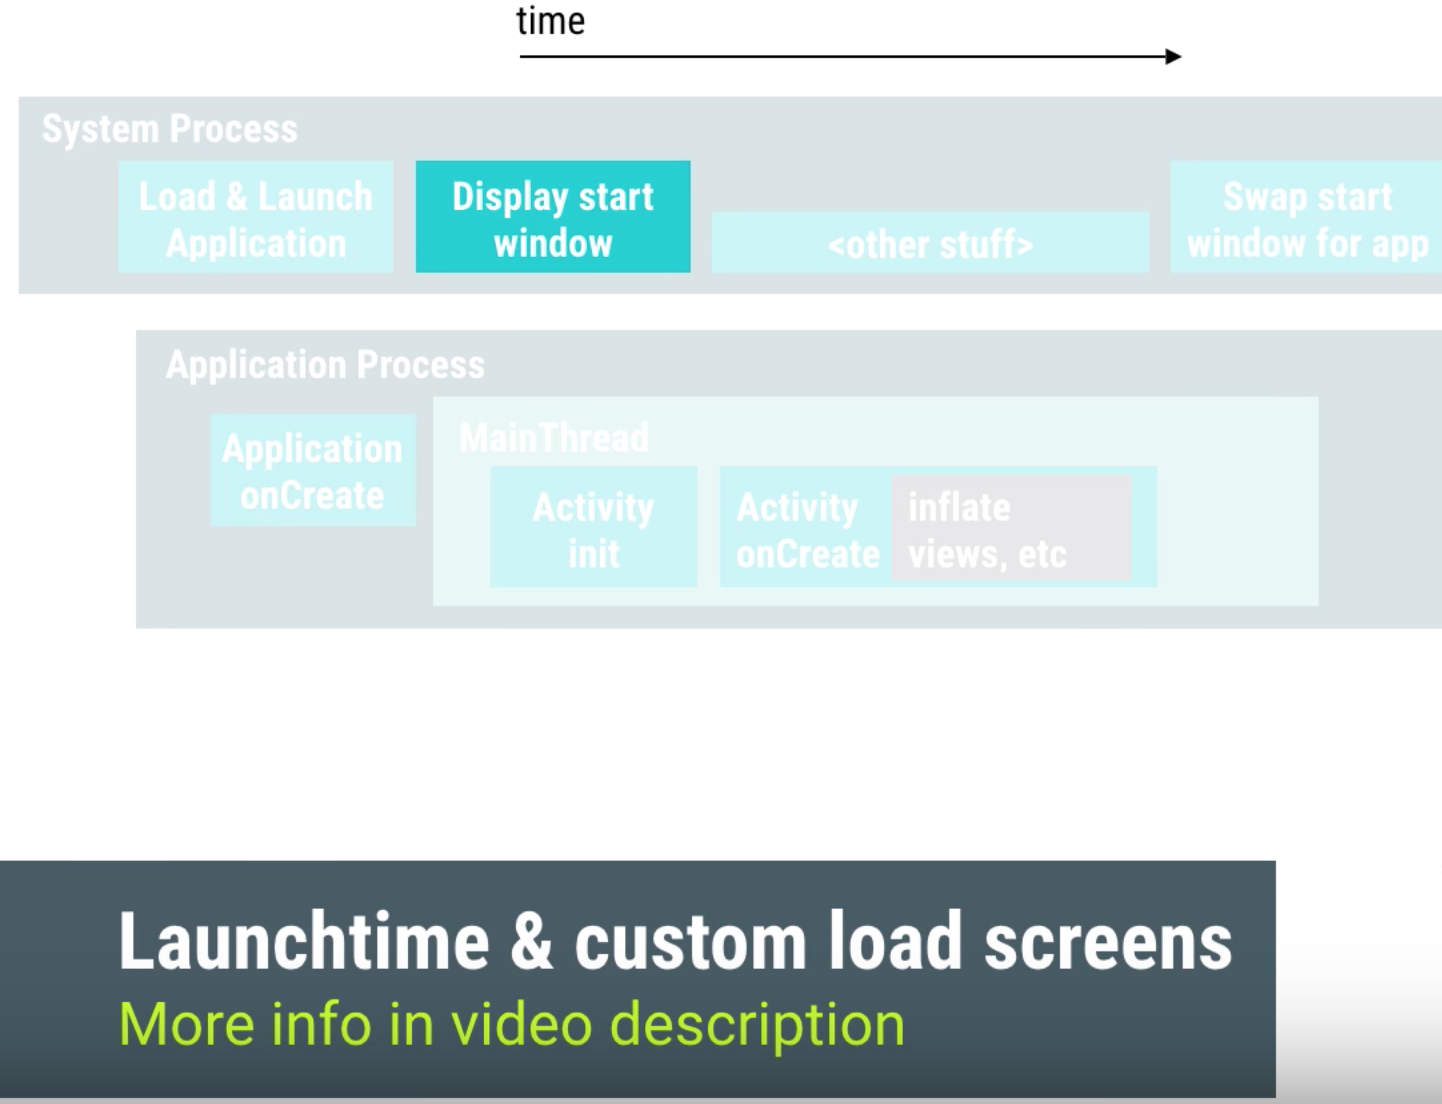 time
System Process
Load & Launch
Application
Display start
window
<other stuff>
Swap start
window for app
Application Process
Application
onCreate
MainThread
Activity
init
Activity
onCreate
inflate
views, etc
Launchtime & custom load screens
More info in video description